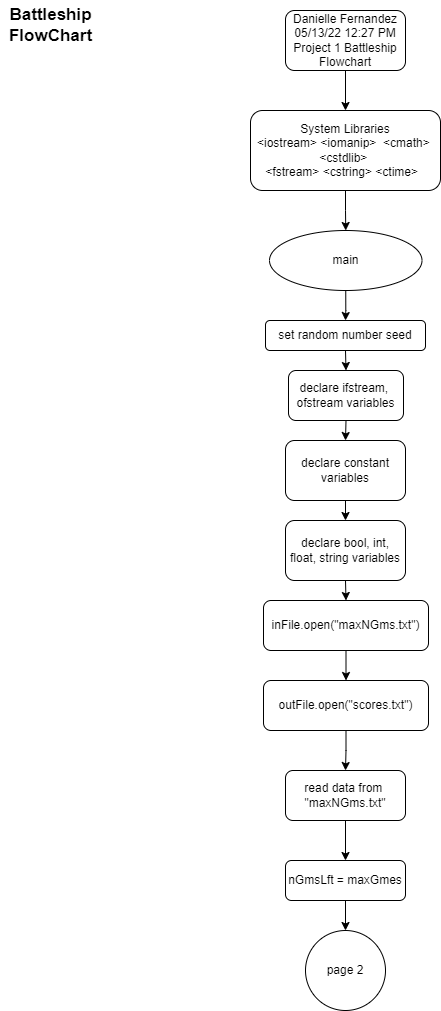 Battleship
FlowChart
Danielle Fernandez
05/13/22 12:27 PM
Project 1 Battleship
Flowchart
System Libraries
<iostream> <iomanip> <cmath>
<cstdlib>
<fstream> <cstring> <ctime>
main
set random number seed
declare ifstream,
ofstream variables
declare constant
variables
declare bool, int,
float, string variables
inFile.open("maxNGms.txt")
outFile.open("scores.txt")
read data from
"maxNGms.txt"
nGmsLft = maxGmes
page 2